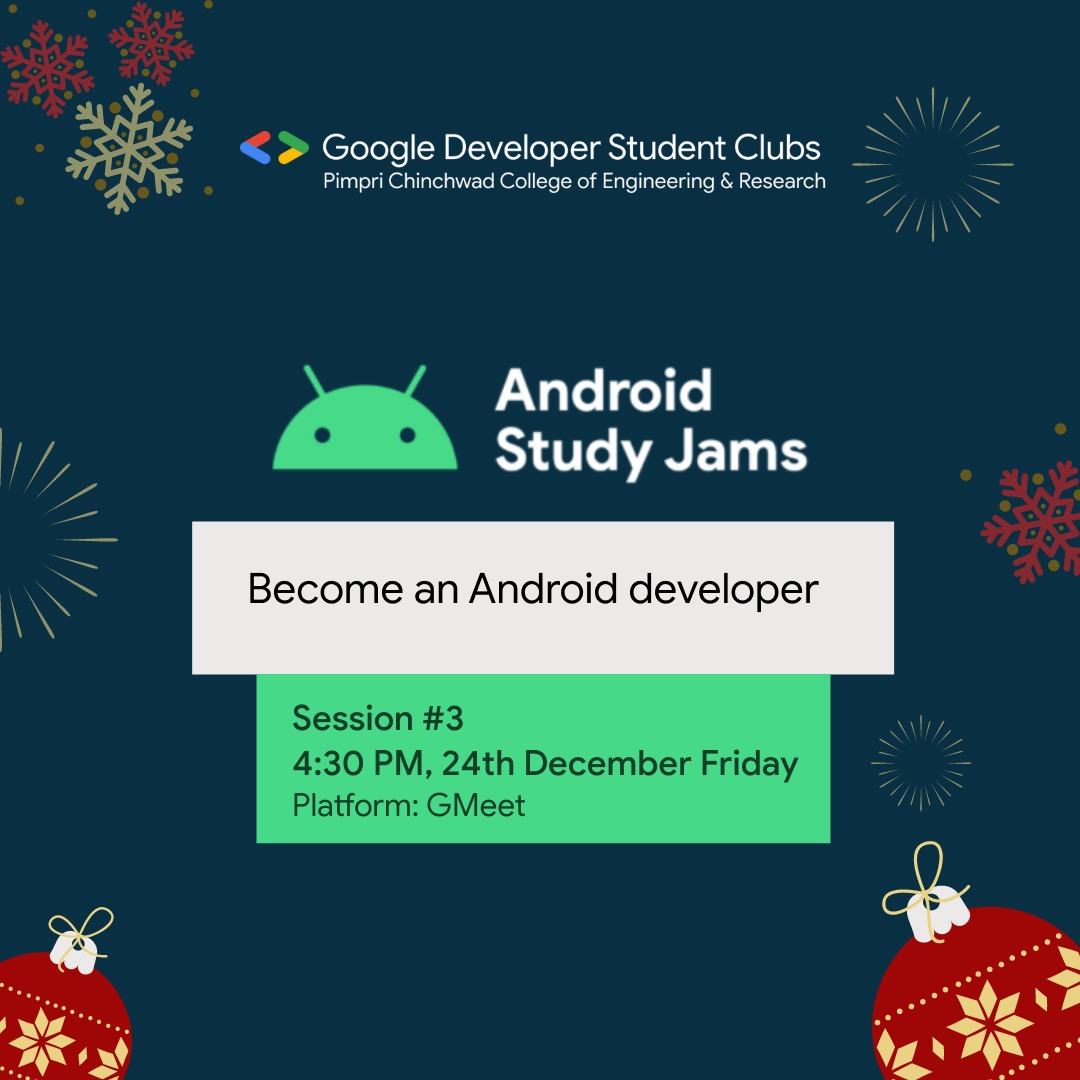 Google Developer Student Clubs
Pimpri Chinchwad College of Engineering & Research
Android
Study Jams
Become an Android developer
Session #3
4:30 PM, 24th December Friday
Platform: GMeet